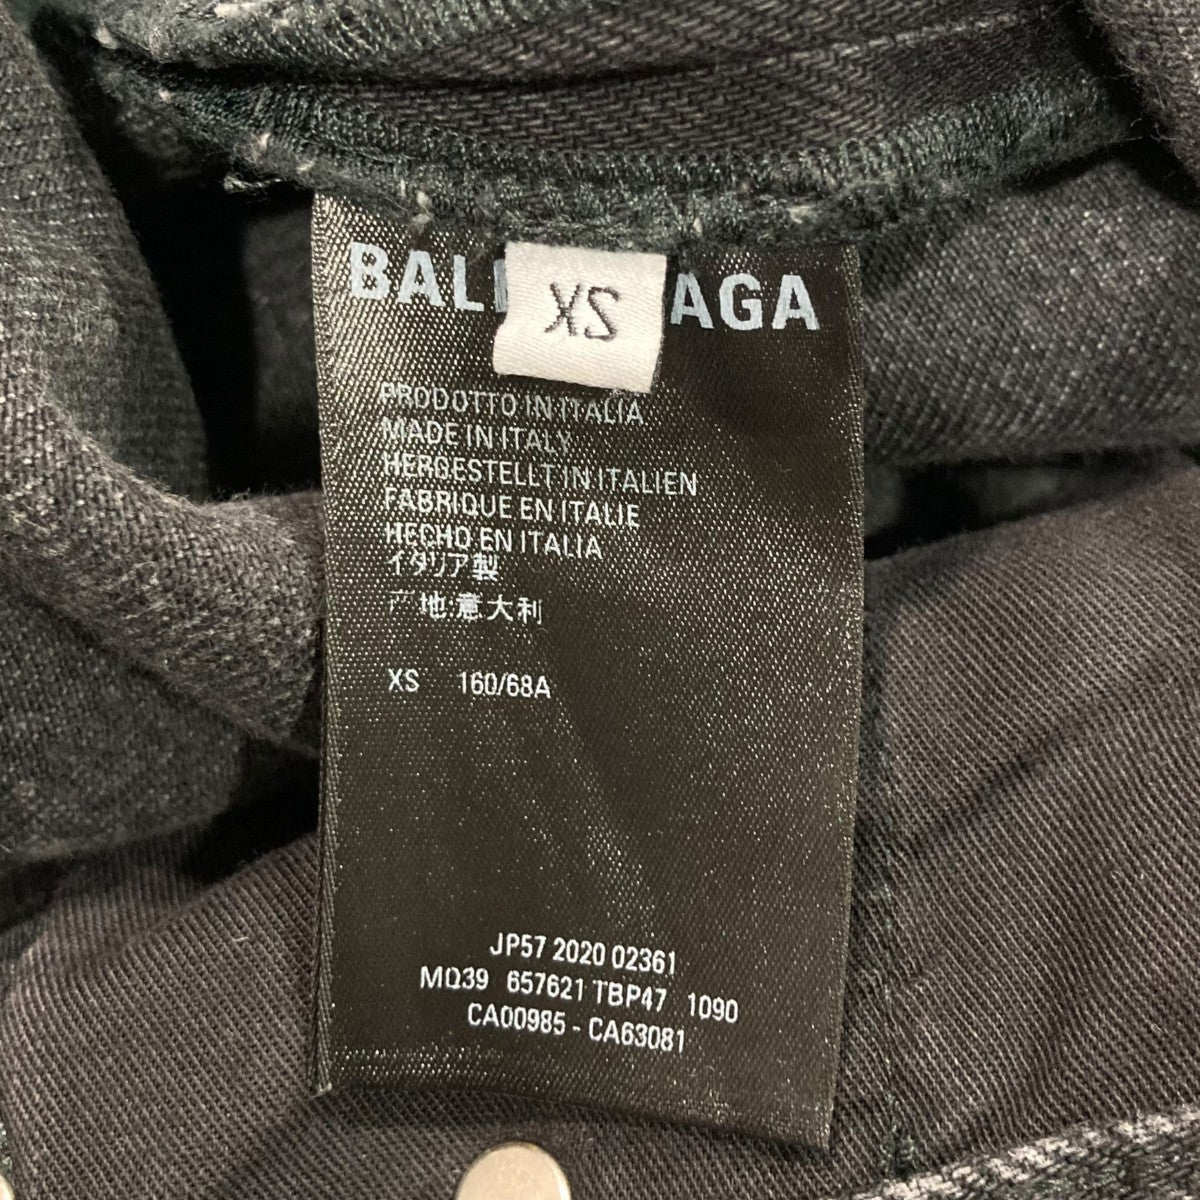 BAL AGA
XS
PRODOTTO IN ITALIA
MADE IN ITALY
HERGESTELLT IN ITALIEN
FABRIQUE EN ITALIE
HECHO EN ITALIA
イタリア製
产地:意大利
XS 160/68A
JP57 2020 02361
MQ39 657621 TBP47 1090
CA00985 - CA63081